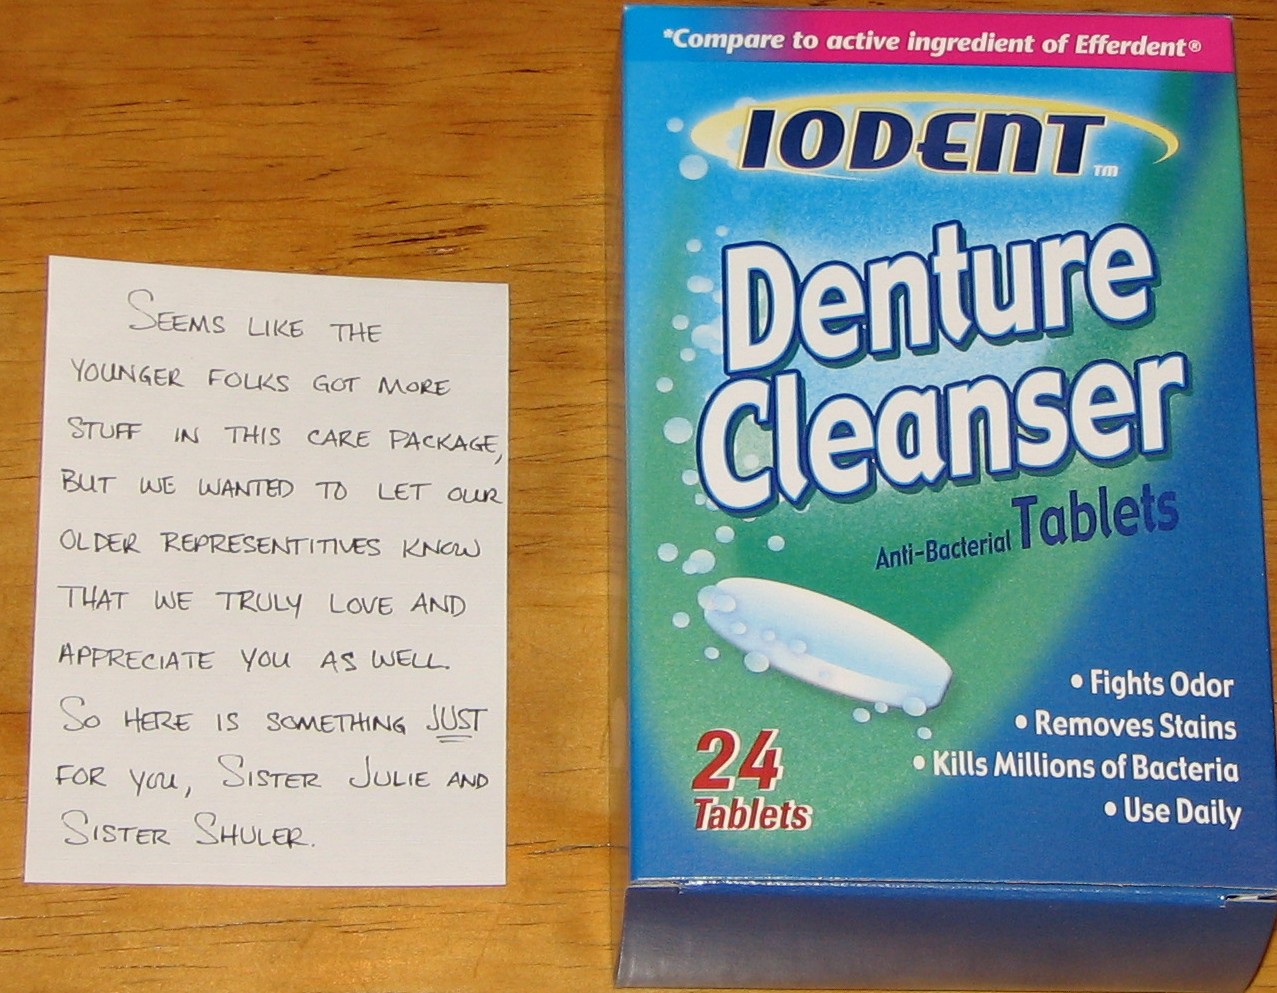 SEEMS LIKE THE
YOUNGER FOLKS GOT MORE
STUFF IN THIS CARE PACKAGE,
BUT WE WANTED TO LET OUR
OLDER REPRESENTITIVES KNOW
THAT WE TRULY LOVE AND
APPRECIATE YOU AS WELL.
SO HERE IS SOMETHING JUST
FOR YOU, SISTER JULIE AND
SISTER SHULER.
*Compare to active ingredient of Efferdent®
IODENT™
Denture
Cleanser
Anti-Bacterial Tablets
• Fights Odor
• Removes Stains
• Kills Millions of Bacteria
• Use Daily
24
Tablets